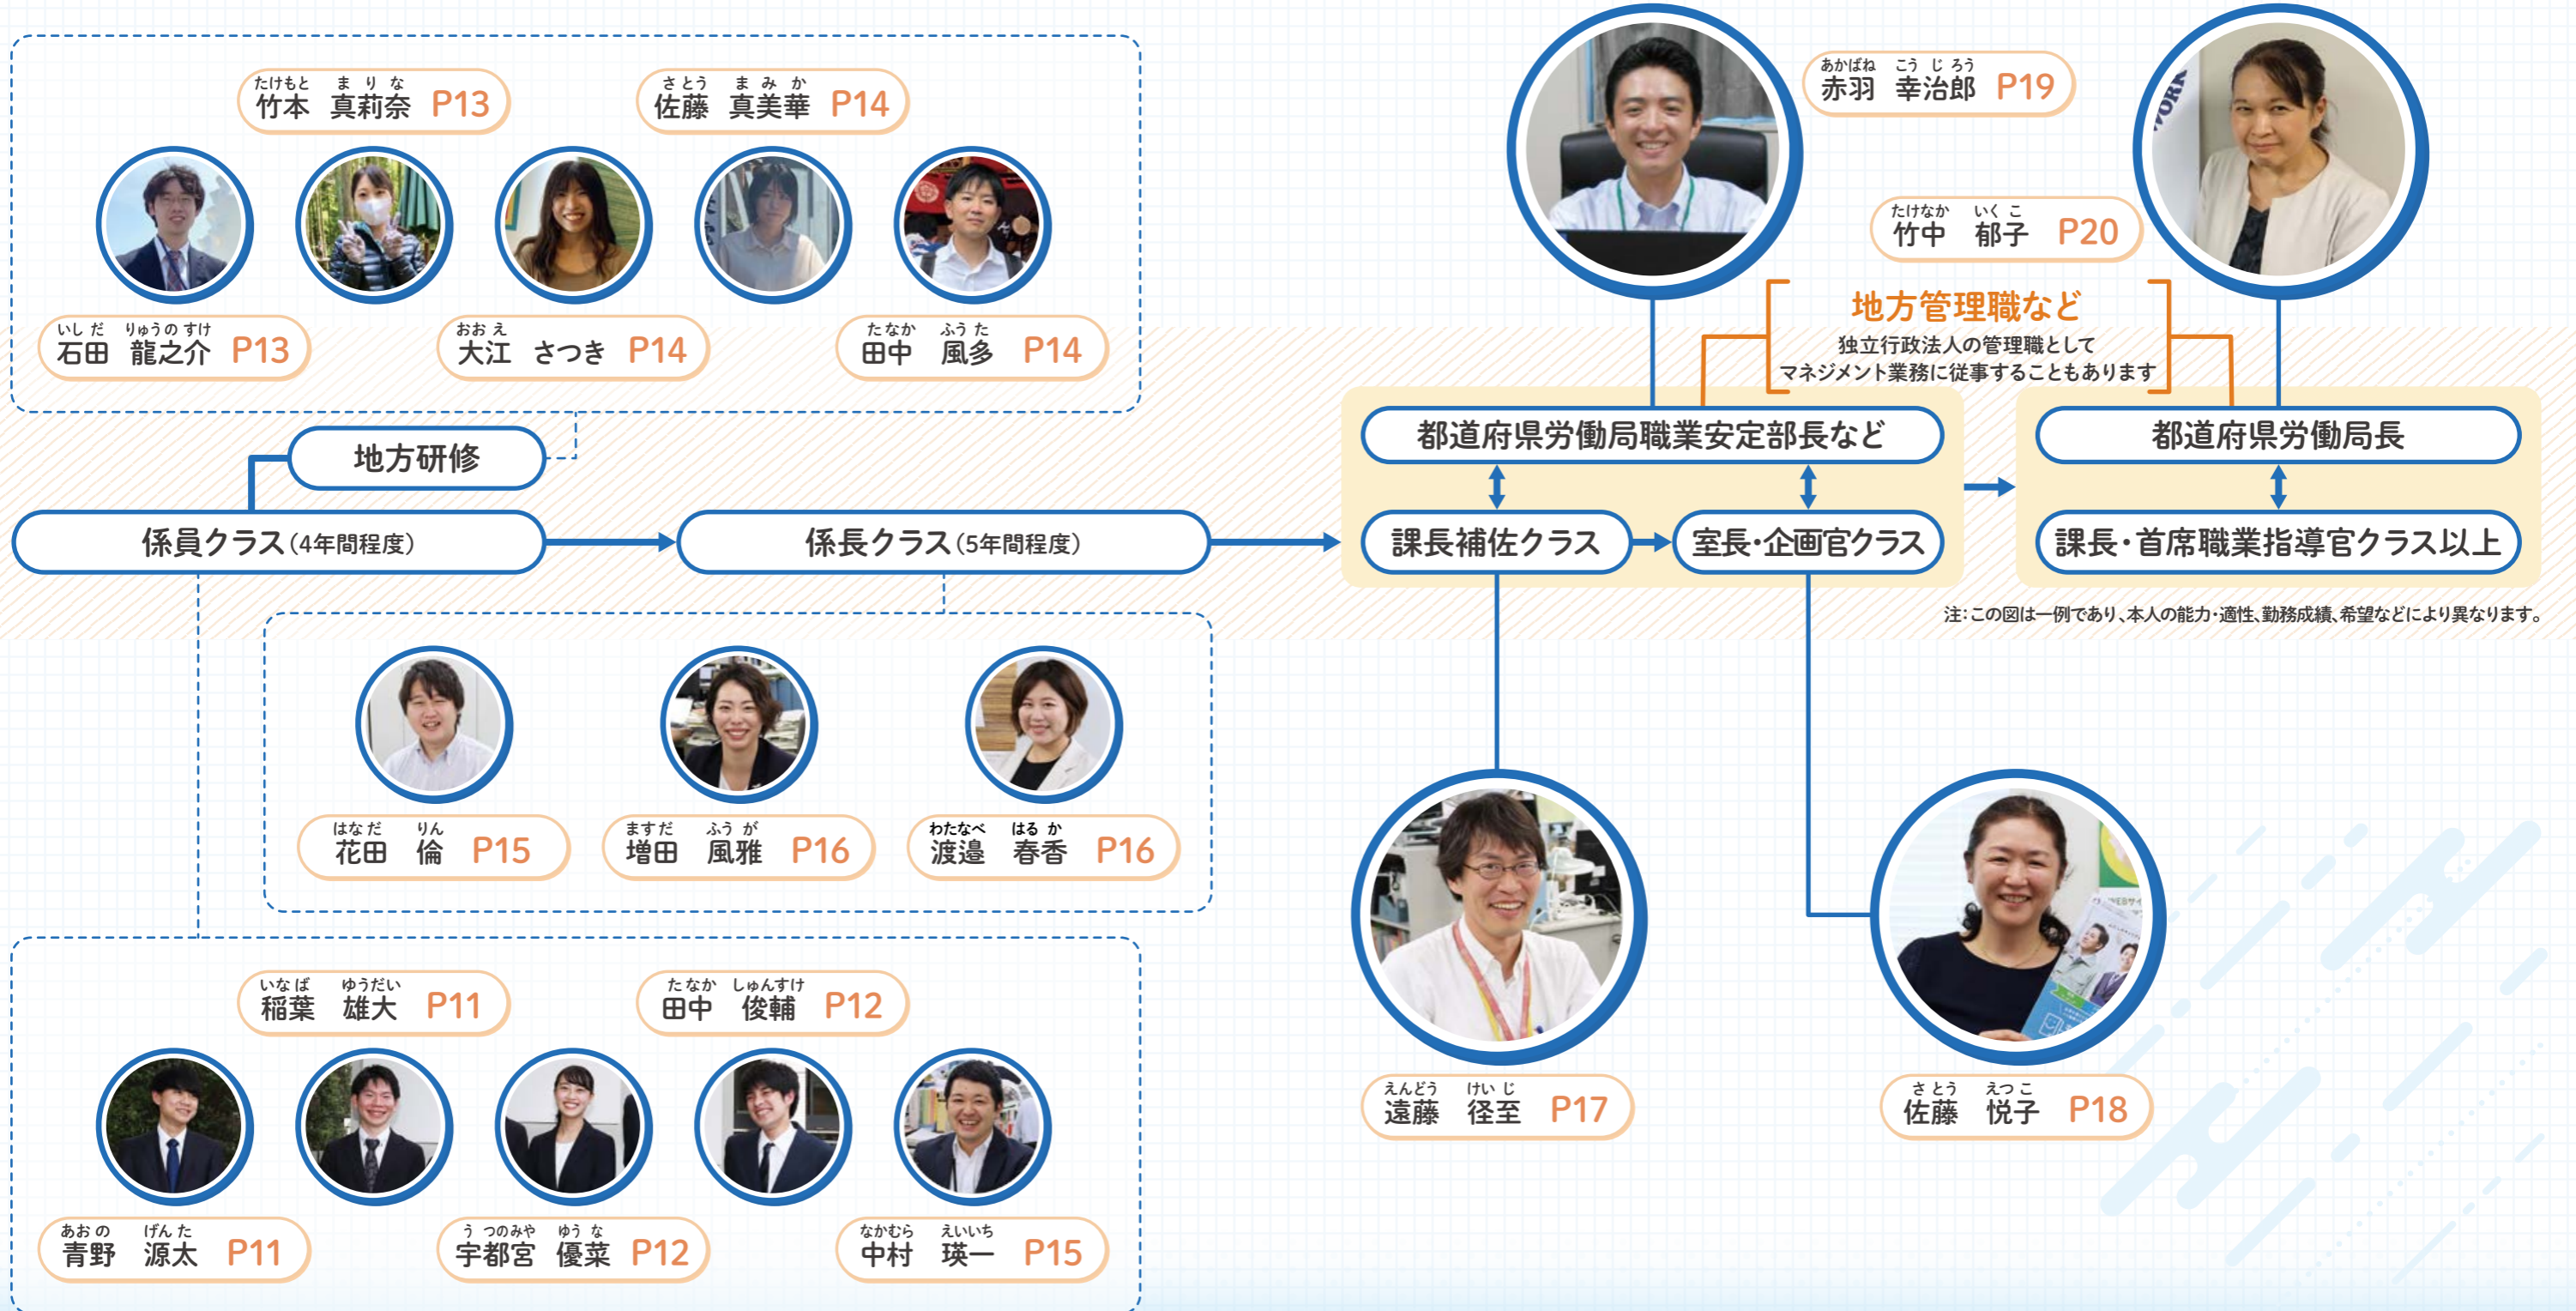 たけもと まりな
竹本 真莉奈 P13
さとう まみか
佐藤 真美華 P14
いしだ りゅうのすけ
石田 龍之介 P13
おおえ
大江 さつき P14
たなか ふうた
田中 風多 P14
あかばね こうじろう
赤羽 幸治郎 P19
WORK
たけなか いくこ
竹中 郁子 P20
地方管理職など
独立行政法人の管理職として
マネジメント業務に従事することもあります
地方研修
都道府県労働局職業安定部長など
都道府県労働局長
係員クラス(4年間程度)
係長クラス(5年間程度)
課長補佐クラス
室長・企画官クラス
課長・首席職業指導官クラス以上
注:この図は一例であり、本人の能力・適性、勤務成績、希望などにより異なります。
はなだ りん
花田 倫 P15
ますだ ふうが
増田 風雅 P16
わたなべ はるか
渡邉 春香 P16
いなば ゆうだい
稲葉 雄大 P11
たなか しゅんすけ
田中 俊輔 P12
あおの げんた
青野 源太 P11
うつのみや ゆうな
宇都宮 優菜 P12
なかむら えいいち
中村 瑛一 P15
えんどう けいじ
遠藤 径至 P17
さとう えつこ
佐藤 悦子 P18